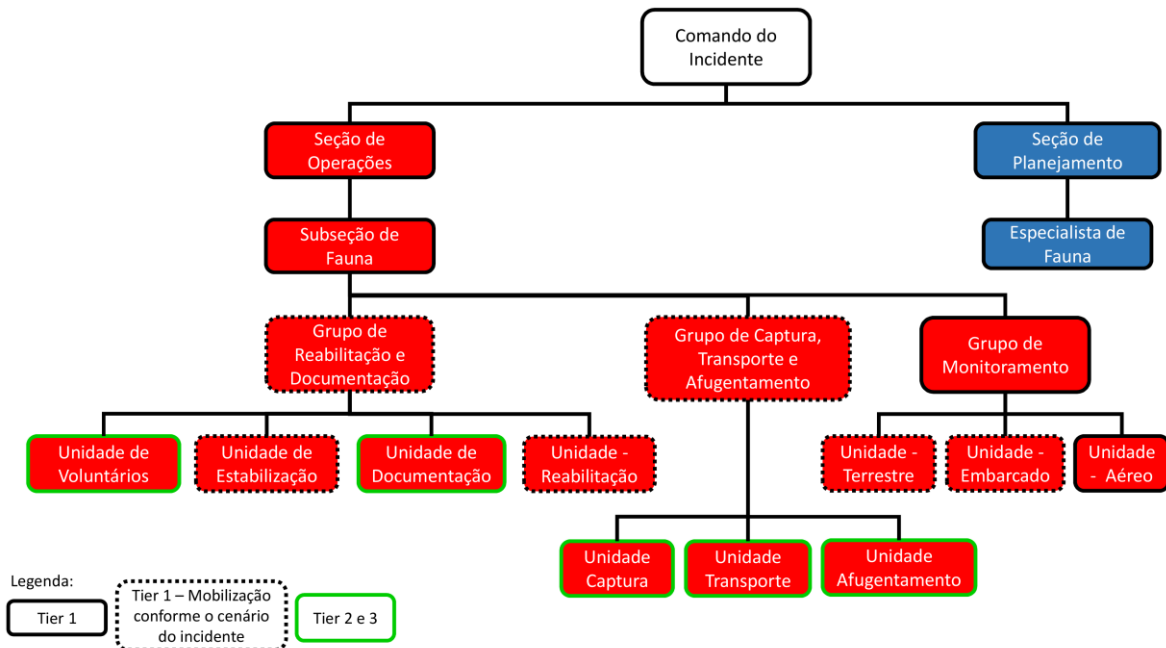 Comando do
Incidente
Seção de
Operações
Seção de
Planejamento
Subseção de
Fauna
Especialista de
Fauna
Grupo de
Reabilitação e
Documentação
Grupo de Captura,
Transporte e
Afugentamento
Grupo de
Monitoramento
Unidade de
Voluntários
Unidade de
Estabilização
Unidade de
Documentação
Unidade -
Reabilitação
Unidade -
Terrestre
Unidade -
Embarcado
Unidade
- Aéreo
Unidade
Captura
Unidade
Transporte
Unidade
Afugentamento
Legenda:
Tier 1
Tier 1 – Mobilização
conforme o cenário
do incidente
Tier 2 e 3